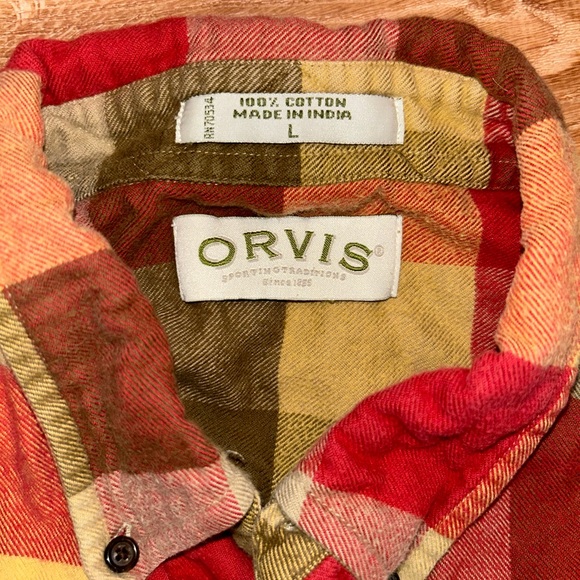 100% COTTON
MADE IN INDIA
L
RN70534
ORVIS®
SPORTING TRADITIONS
Since 1856